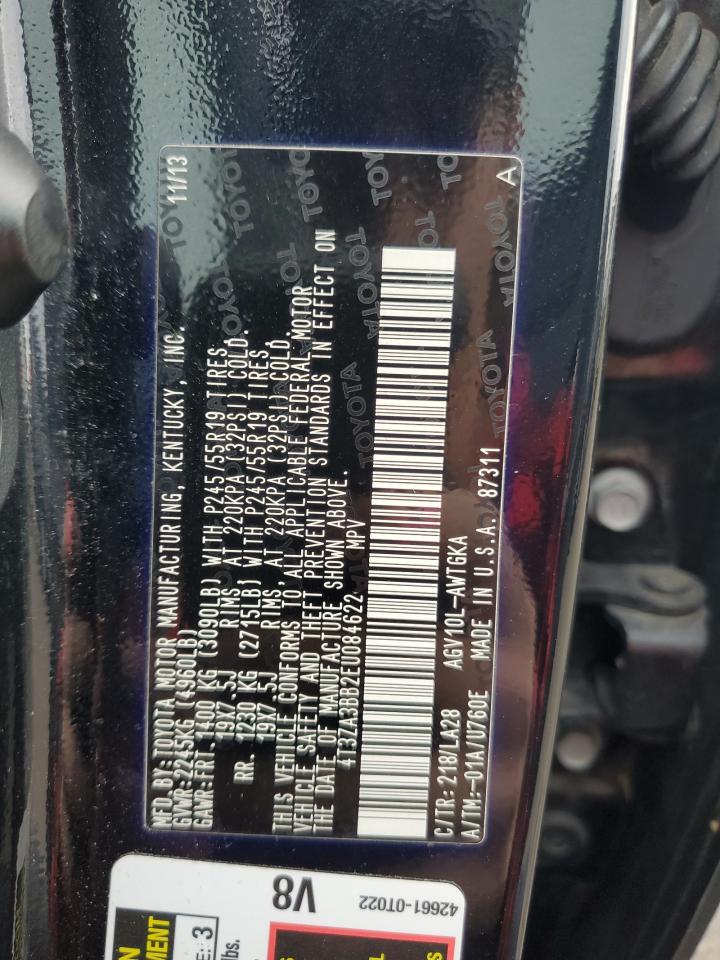 MFD.BY:TOYOTA MOTOR MANUFACTURING, KENTUCKY, INC. 11/13
GVWR:2245KG (4960LB)
GAWR:FRT.1400 KG (3090LB) WITH P245/55R19 TIRES,
19X7.5J RIMS AT 220KPA (32PSI) COLD.
RR. 1230 KG (2715LB) WITH P245/55R19 TIRES,
19X7.5J RIMS AT 220KPA (32PSI) COLD.
THIS VEHICLE CONFORMS TO ALL APPLICABLE FEDERAL MOTOR
VEHICLE SAFETY AND THEFT PREVENTION STANDARDS IN EFFECT ON
THE DATE OF MANUFACTURE SHOWN ABOVE.
4T3ZA3BB2EU084622 MPV
C/TR:218/LA28 AGV10L-AWTGKA A
A/TM:-01A/U760E MADE IN U.S.A. 87311
V8
42661-0T022
N
MENT
E: 3
lbs.
S
L
S